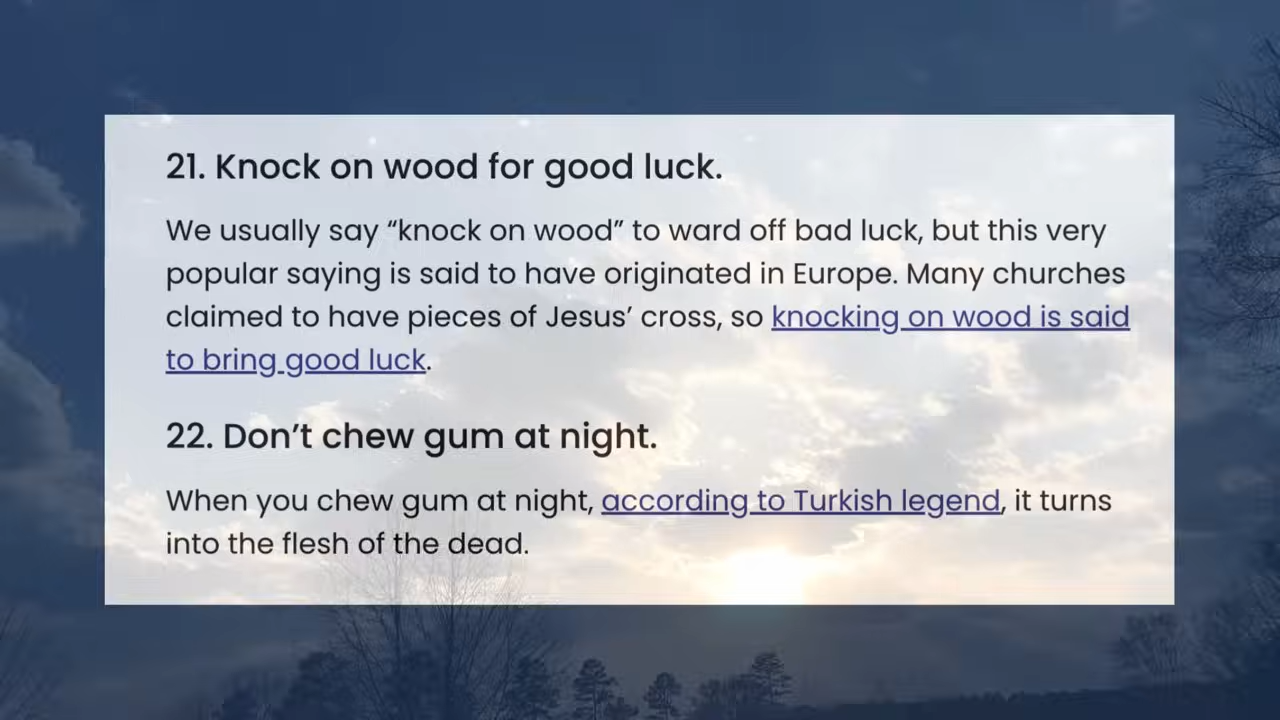 21. Knock on wood for good luck.
We usually say “knock on wood” to ward off bad luck, but this very
popular saying is said to have originated in Europe. Many churches
claimed to have pieces of Jesus’ cross, so knocking on wood is said
to bring good luck.
22. Don’t chew gum at night.
When you chew gum at night, according to Turkish legend, it turns
into the flesh of the dead.